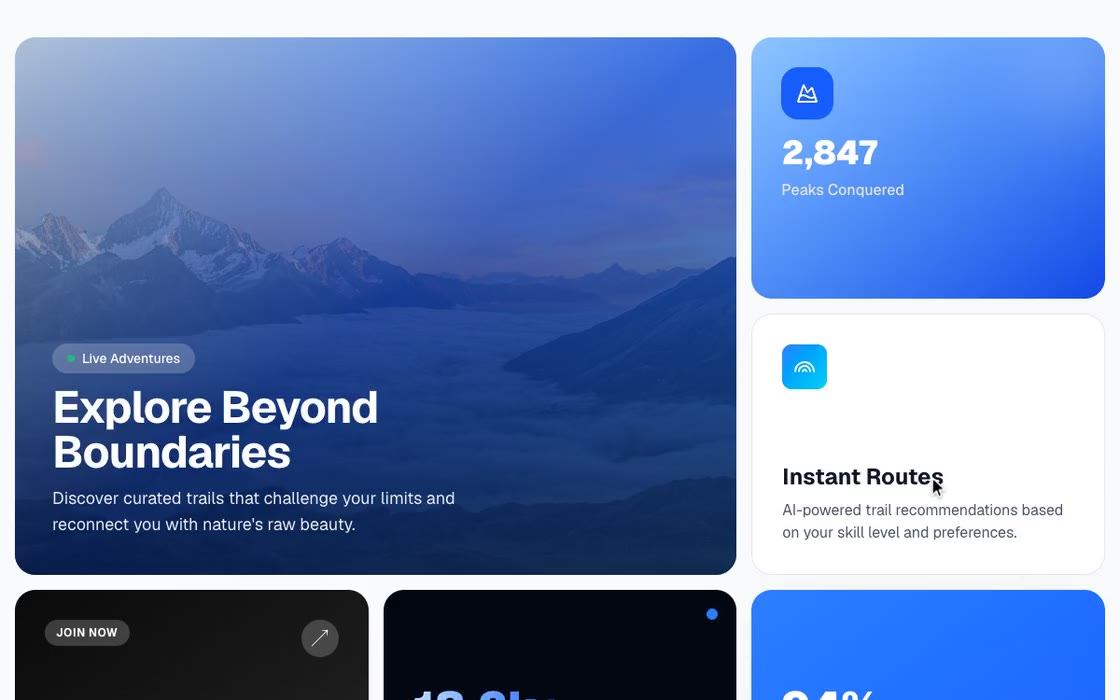 2,847
Peaks Conquered
Live Adventures
Explore Beyond
Boundaries
Discover curated trails that challenge your limits and
reconnect you with nature's raw beauty.
Instant Routes
AI-powered trail recommendations based
on your skill level and preferences.
JOIN NOW